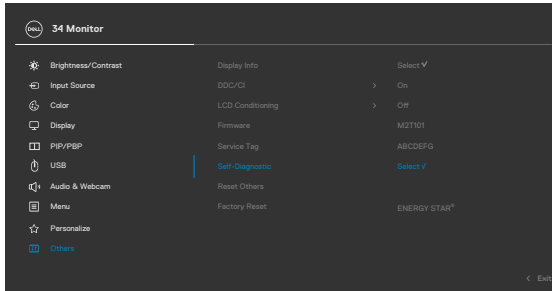 DELL 34 Monitor
Brightness/Contrast Display Info Select √
Input Source DDC/CI > On
Color LCD Conditioning > Off
Display Firmware M2T101
PIP/PBP Service Tag ABCDEFG
USB Self-Diagnostic Select √
Audio & Webcam Reset Others
Menu Factory Reset ENERGY STAR®
Personalize
Others
< Exit